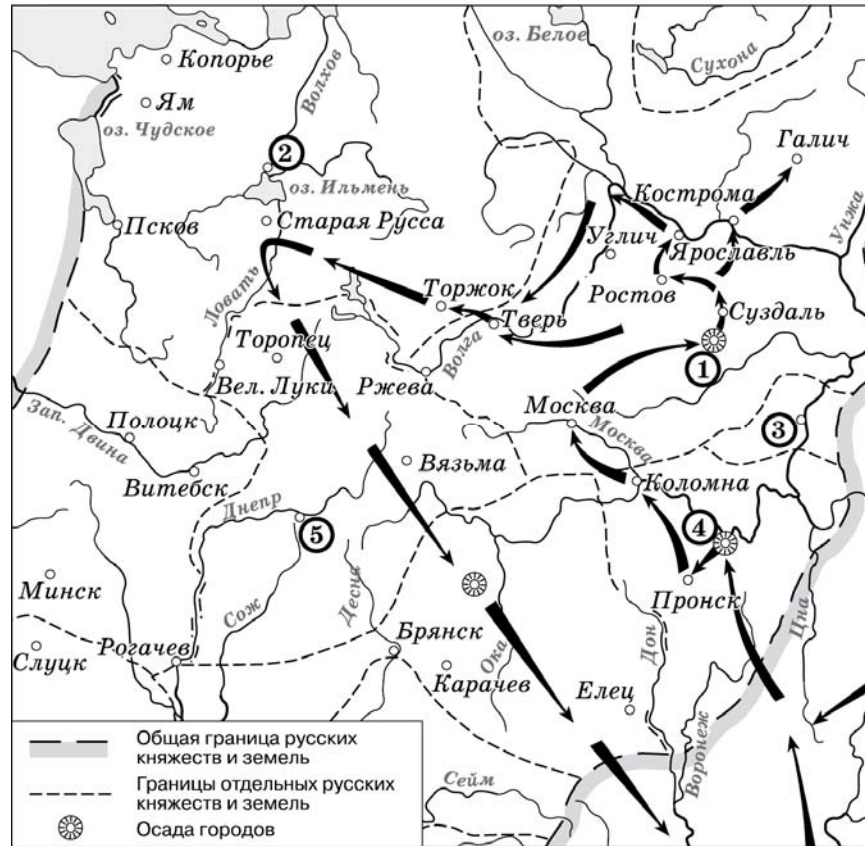 оз. Белое
Сухона
Копорье
Волхов
Ям
оз. Чудское
Галич
2
оз. Ильмень
Кострома
Унжа
Псков
Старая Русса
Углич
Ярославль
Ловать
Торжок
Ростов
Суздаль
Тверь
Торопец
Волга
1
Вел. Луки
Ржева
Москва
Зап. Двина
Полоцк
Москва
3
Вязьма
Витебск
Коломна
Днепр
4
5
Минск
Сож
Десна
Пронск
Цна
Слуцк
Рогачев
Брянск
Ока
Дон
Карачев
Елец
Воронеж
Общая граница русских
княжеств и земель
Границы отдельных русских
княжеств и земель
Осада городов
Сейм